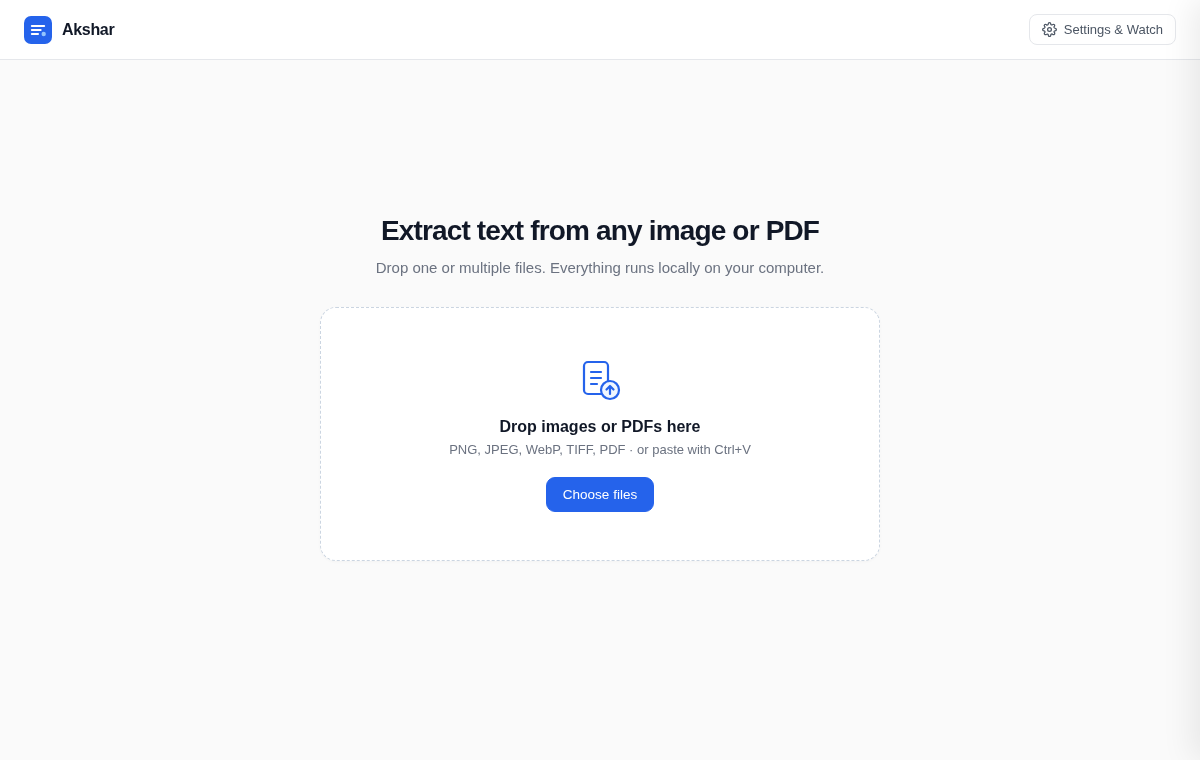 Akshar
Settings & Watch
Extract text from any image or PDF
Drop one or multiple files. Everything runs locally on your computer.
Drop images or PDFs here
PNG, JPEG, WebP, TIFF, PDF · or paste with Ctrl+V
Choose files